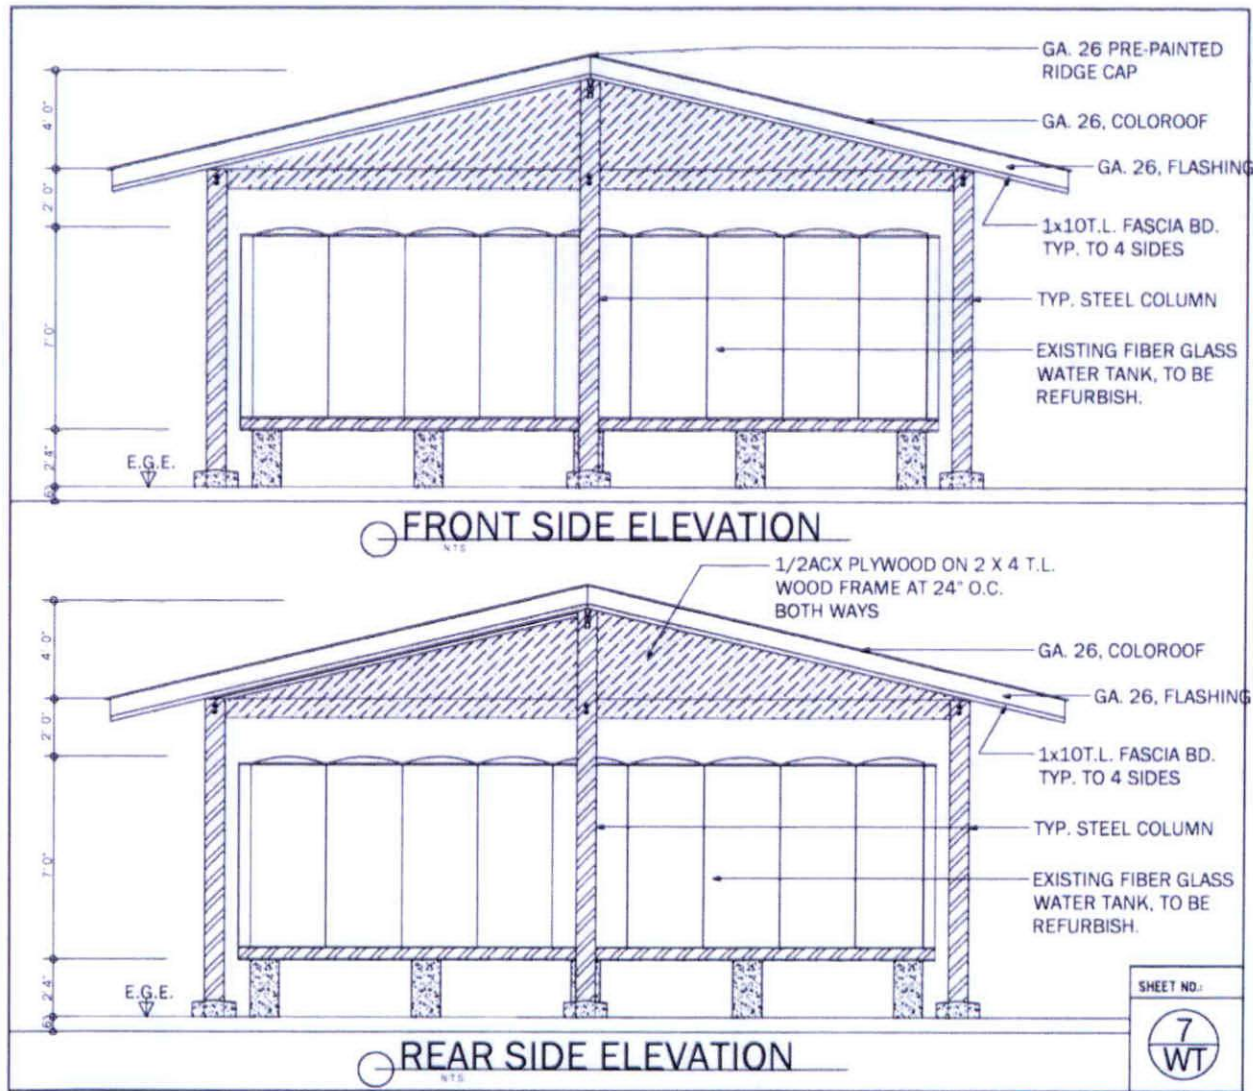 GA. 26 PRE-PAINTED
RIDGE CAP
4' 0"
GA. 26, COLOROOF
GA. 26, FLASHING
2' 0"
1x10T.L. FASCIA BD.
TYP. TO 4 SIDES
TYP. STEEL COLUMN
7' 0"
EXISTING FIBER GLASS
WATER TANK, TO BE
REFURBISH.
2' 4"
E.G.E.
FRONT SIDE ELEVATION
NTS
1/2ACX PLYWOOD ON 2 X 4 T.L.
WOOD FRAME AT 24" O.C.
BOTH WAYS
4' 0"
GA. 26, COLOROOF
GA. 26, FLASHING
2' 0"
1x10T.L. FASCIA BD.
TYP. TO 4 SIDES
TYP. STEEL COLUMN
7' 0"
EXISTING FIBER GLASS
WATER TANK, TO BE
REFURBISH.
2' 4"
E.G.E.
REAR SIDE ELEVATION
NTS
SHEET NO.:
7
WT